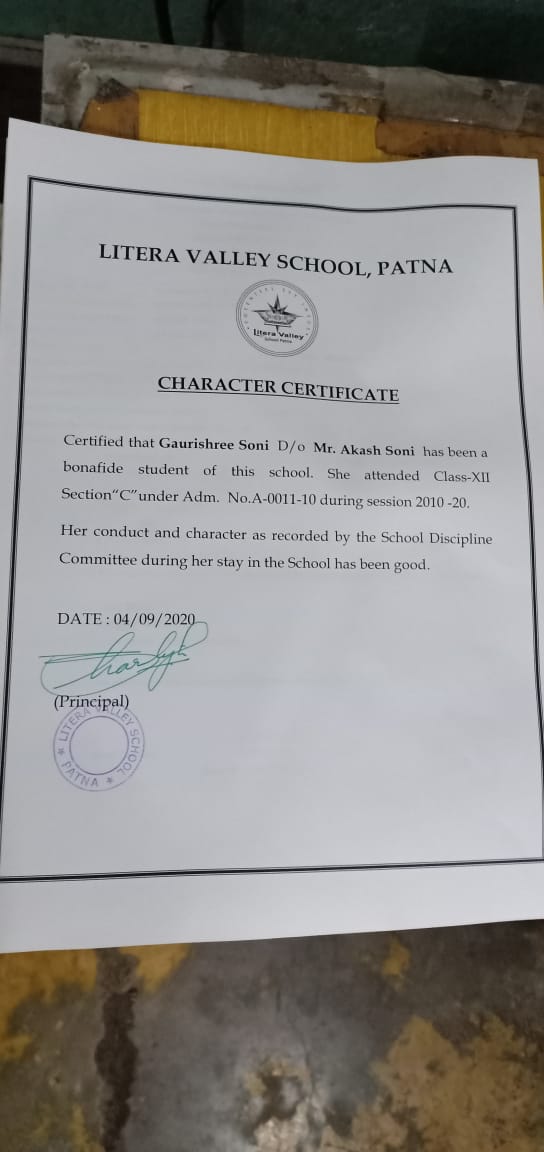 LITERA VALLEY SCHOOL, PATNA
Litera Valley
School Patna
CHARACTER CERTIFICATE
Certified that Gaurishree Soni D/o Mr. Akash Soni has been a
bonafide student of this school. She attended Class-XII
Section"C"under Adm. No.A-0011-10 during session 2010 -20.
Her conduct and character as recorded by the School Discipline
Committee during her stay in the School has been good.
DATE : 04/09/2020
(Principal)
LITERA VALLEY SCHOOL
* PATNA *